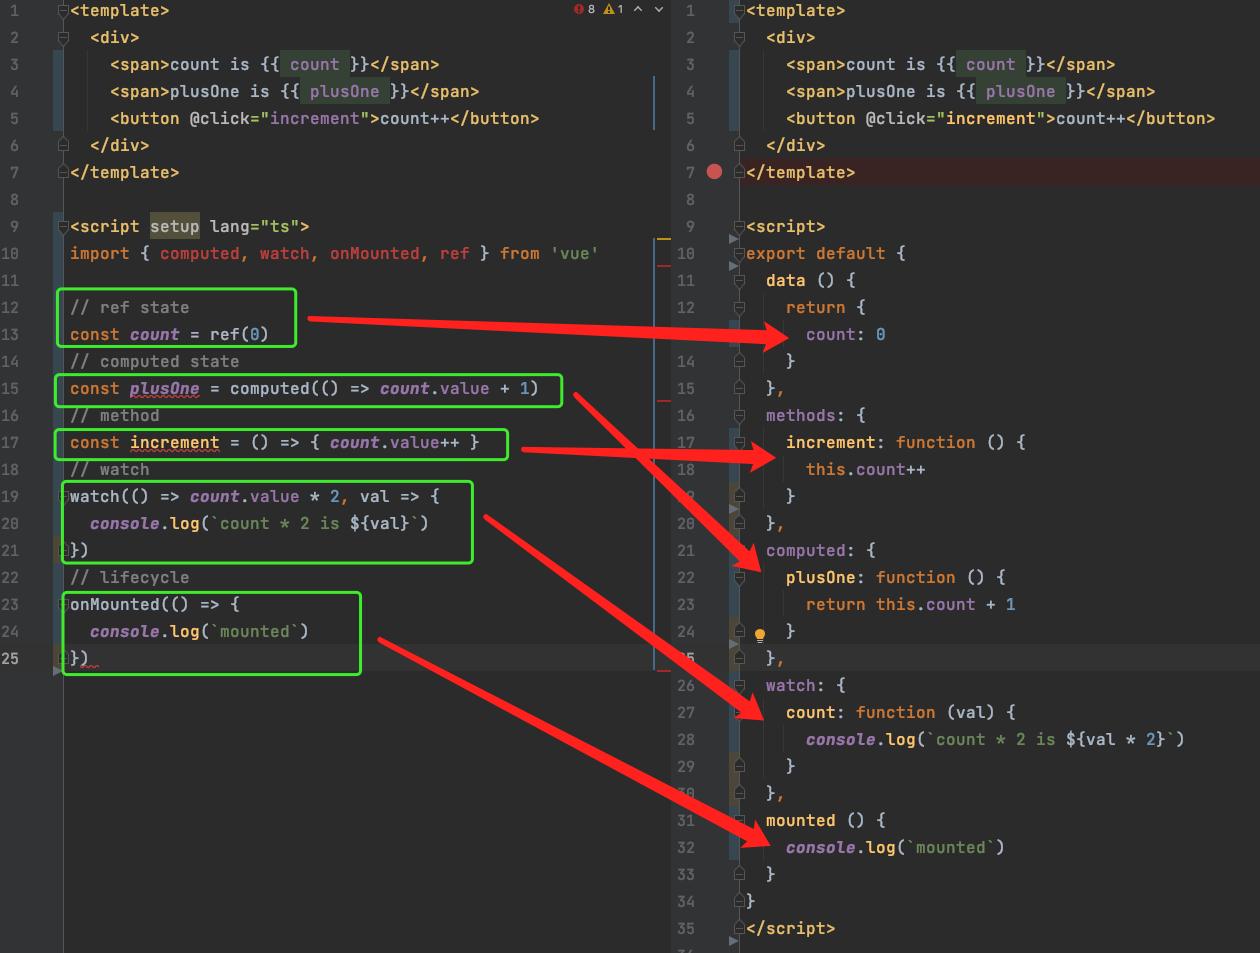 8 1
1 <template>
2 <div>
3 <span>count is {{ count }}</span>
4 <span>plusOne is {{ plusOne }}</span>
5 <button @click="increment">count++</button>
6 </div>
7 </template>
8
9 <script setup lang="ts">
10 import { computed, watch, onMounted, ref } from 'vue'
11
12 // ref state
13 const count = ref(0)
14 // computed state
15 const plusOne = computed(() => count.value + 1)
16 // method
17 const increment = () => { count.value++ }
18 // watch
19 watch(() => count.value * 2, val => {
20 console.log(`count * 2 is ${val}`)
21 })
22 // lifecycle
23 onMounted(() => {
24 console.log(`mounted`)
25 })
1 <template>
2 <div>
3 <span>count is {{ count }}</span>
4 <span>plusOne is {{ plusOne }}</span>
5 <button @click="increment">count++</button>
6 </div>
7 </template>
8
9 <script>
10 export default {
11 data () {
12 return {
13 count: 0
14 }
15 },
16 methods: {
17 increment: function () {
18 this.count++
19 }
20 },
21 computed: {
22 plusOne: function () {
23 return this.count + 1
24 }
25 },
26 watch: {
27 count: function (val) {
28 console.log(`count * 2 is ${val * 2}`)
29 }
30 },
31 mounted () {
32 console.log(`mounted`)
33 }
34 }
35 </script>